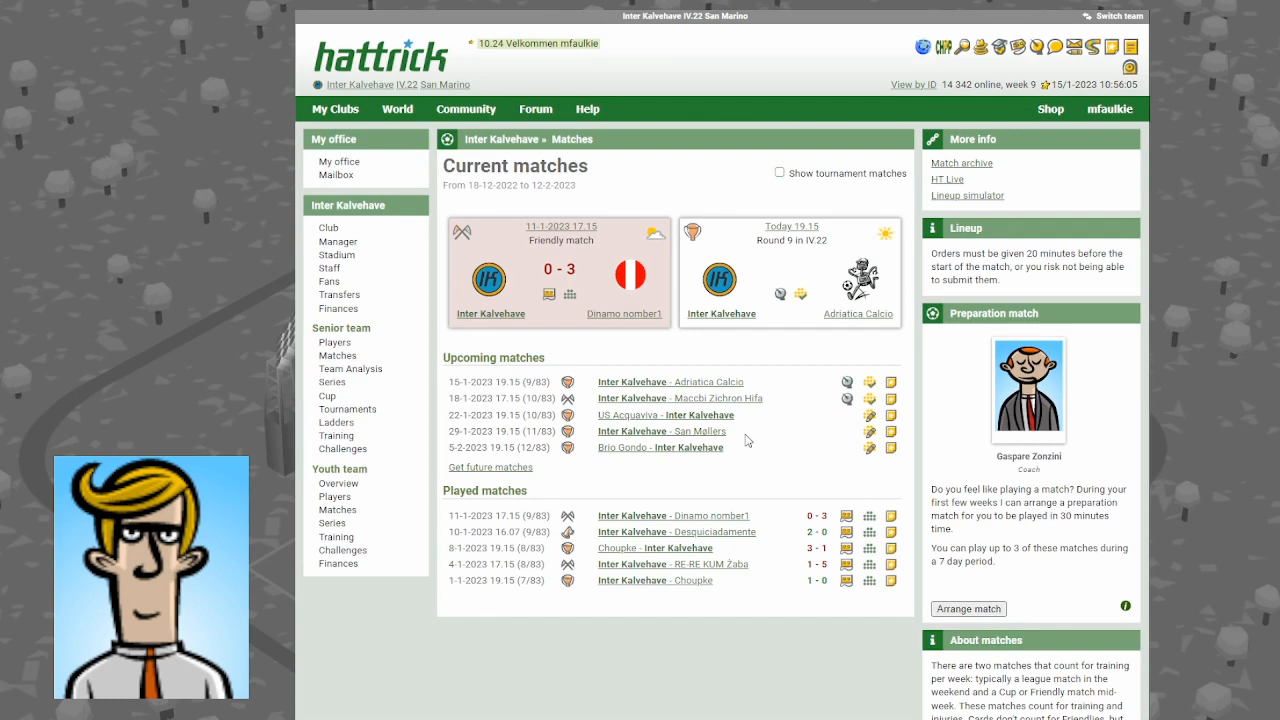 Inter Kalvehave IV.22 San Marino
Switch team
hattrick
10.24 Velkommen mfaulkie
CHPP
Inter Kalvehave IV.22 San Marino
View by ID 14 342 online, week 9 15/1-2023 10:56:05
My Clubs World Community Forum Help Shop mfaulkie
My office
My office
Mailbox
Inter Kalvehave
Club
Manager
Stadium
Staff
Fans
Transfers
Finances
Senior team
Players
Matches
Team Analysis
Series
Cup
Tournaments
Ladders
Training
Challenges
Youth team
Overview
Players
Matches
Series
Training
Challenges
Finances
Inter Kalvehave » Matches
Current matches
From 18-12-2022 to 12-2-2023
Show tournament matches
11-1-2023 17.15
Friendly match
0 - 3
IK
Inter Kalvehave Dinamo nomber1
Today 19.15
Round 9 in IV.22
IK
Inter Kalvehave Adriatica Calcio
Upcoming matches
15-1-2023 19.15 (9/83) Inter Kalvehave - Adriatica Calcio
18-1-2023 17.15 (10/83) Inter Kalvehave - Maccbi Zichron Hifa
22-1-2023 19.15 (10/83) US Acquaviva - Inter Kalvehave
29-1-2023 19.15 (11/83) Inter Kalvehave - San Møllers
5-2-2023 19.15 (12/83) Brio Gondo - Inter Kalvehave
Get future matches
Played matches
11-1-2023 17.15 (9/83) Inter Kalvehave - Dinamo nomber1 0 - 3
10-1-2023 16.07 (9/83) Inter Kalvehave - Desquiciadamente 2 - 0
8-1-2023 19.15 (8/83) Choupke - Inter Kalvehave 3 - 1
4-1-2023 17.15 (8/83) Inter Kalvehave - RE-RE KUM Żaba 1 - 5
1-1-2023 19.15 (7/83) Inter Kalvehave - Choupke 1 - 0
More info
Match archive
HT Live
Lineup simulator
Lineup
Orders must be given 20 minutes before
the start of the match, or you risk not being able
to submit them.
Preparation match
Gaspare Zonzini
Coach
Do you feel like playing a match? During your
first few weeks I can arrange a preparation
match for you to be played in 30 minutes
time.
You can play up to 3 of these matches during
a 7 day period.
Arrange match
About matches
There are two matches that count for training
per week: typically a league match in the
weekend and a Cup or Friendly match mid-
week. These matches count for training and
injuries. Cards don't count for Friendlies, but